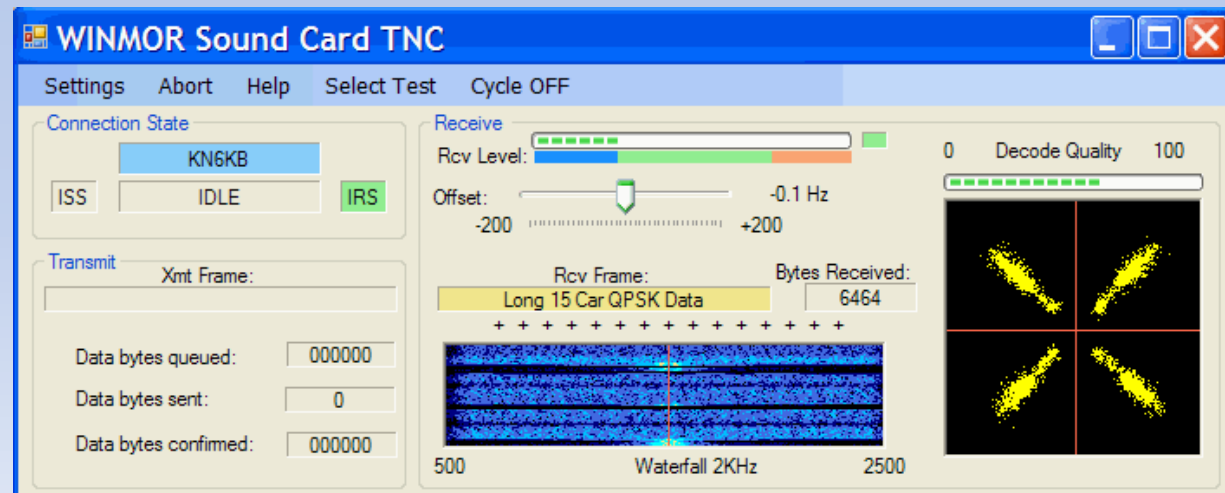 WINMOR Sound Card TNC
Settings Abort Help Select Test Cycle OFF
Connection State
KN6KB
ISS IDLE IRS
Transmit
Xmt Frame:
Data bytes queued: 000000
Data bytes sent: 0
Data bytes confirmed: 000000
Receive
Rcv Level:
Offset: -0.1 Hz
-200 +200
Rcv Frame: Bytes Received:
Long 15 Car QPSK Data 6464
+ + + + + + + + + + + + + + +
500 Waterfall 2KHz 2500
0 Decode Quality 100